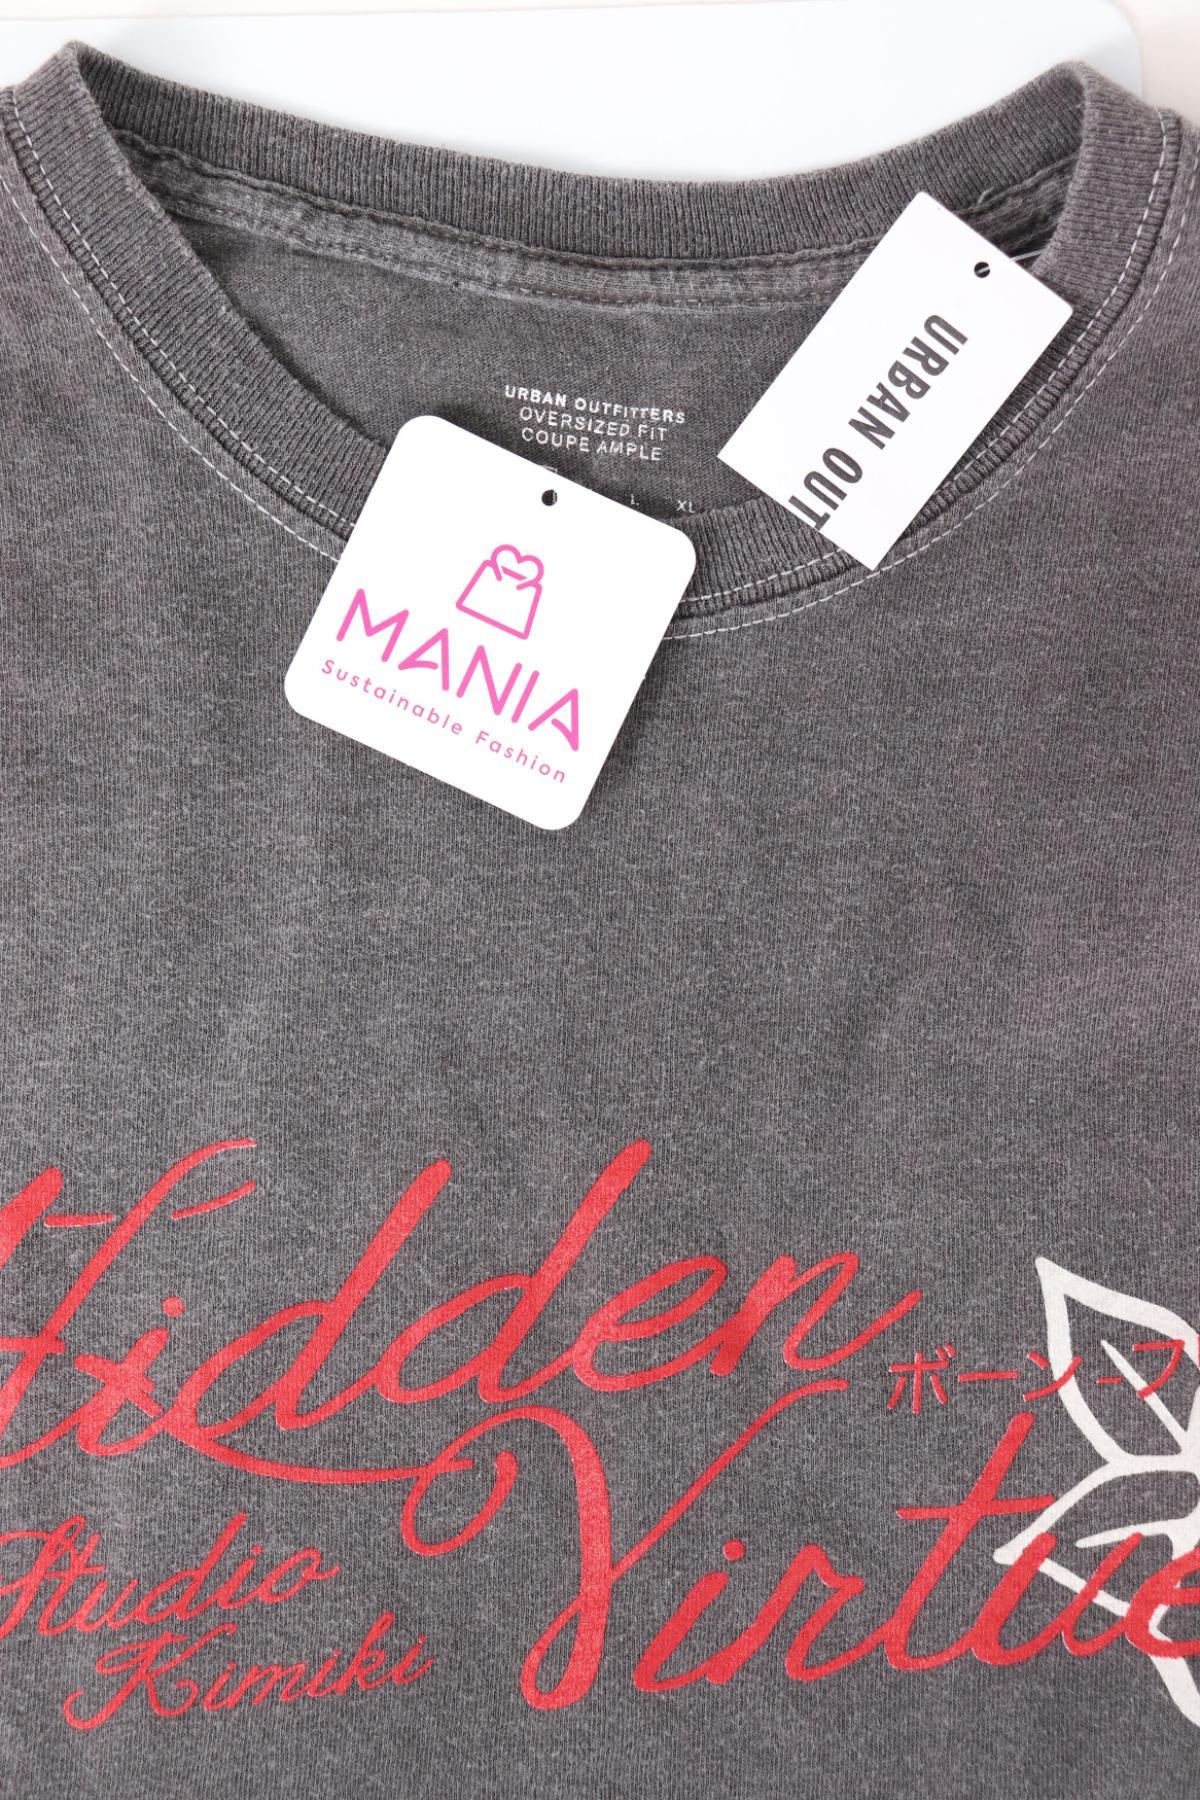 URBAN OUTFITTERS
OVERSIZED FIT
COUPE AMPLE
L XL
URBAN OUT
MANIA
Sustainable Fashion
Hidden
ボーン-フ
Virtue
Studio
Kimiki